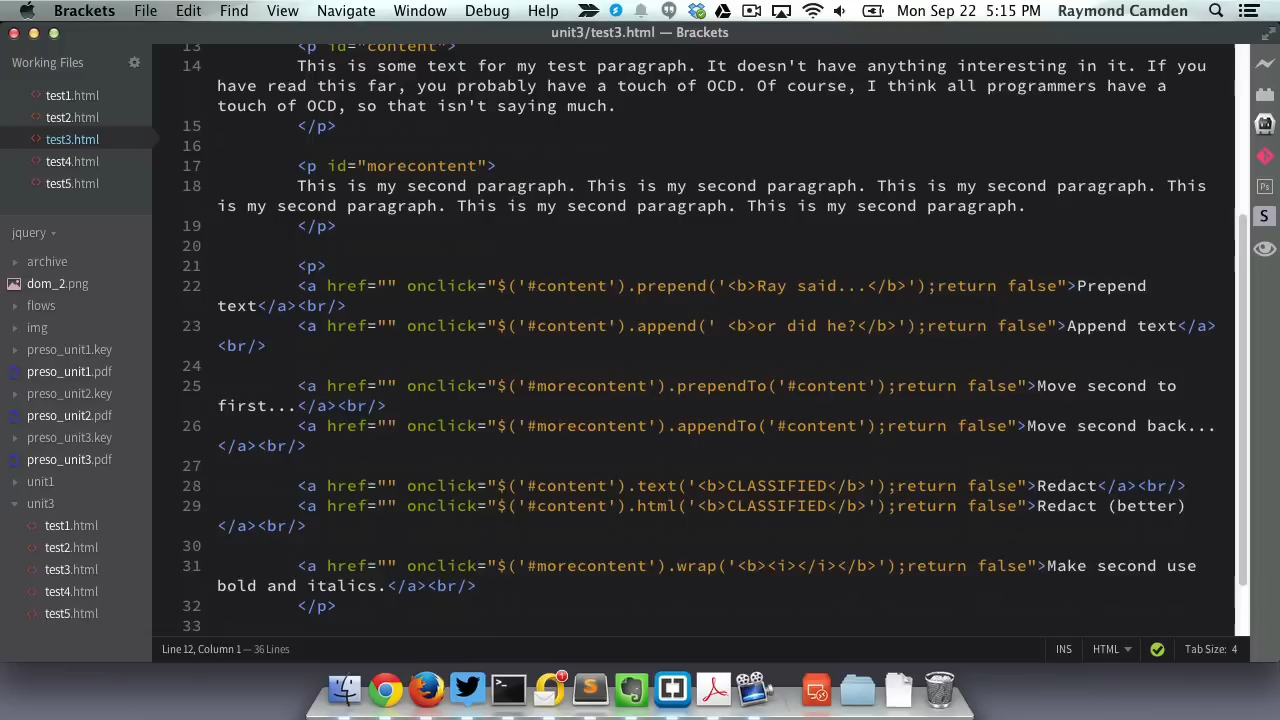 Brackets File Edit Find View Navigate Window Debug Help Mon Sep 22 5:15 PM Raymond Camden
unit3/test3.html — Brackets
Working Files
test1.html
test2.html
test3.html
test4.html
test5.html
jquery
archive
dom_2.png
flows
img
preso_unit1.key
preso_unit1.pdf
preso_unit2.key
preso_unit2.pdf
preso_unit3.key
preso_unit3.pdf
unit1
unit3
test1.html
test2.html
test3.html
test4.html
test5.html
13 <p id="content">
14 This is some text for my test paragraph. It doesn't have anything interesting in it. If you
have read this far, you probably have a touch of OCD. Of course, I think all programmers have a
touch of OCD, so that isn't saying much.
15 </p>
16
17 <p id="morecontent">
18 This is my second paragraph. This is my second paragraph. This is my second paragraph. This
is my second paragraph. This is my second paragraph. This is my second paragraph.
19 </p>
20
21 <p>
22 <a href="" onclick="$('#content').prepend('<b>Ray said...</b>');return false">Prepend
text</a><br/>
23 <a href="" onclick="$('#content').append(' <b>or did he?</b>');return false">Append text</a>
<br/>
24
25 <a href="" onclick="$('#morecontent').prependTo('#content');return false">Move second to
first...</a><br/>
26 <a href="" onclick="$('#morecontent').appendTo('#content');return false">Move second back...
</a><br/>
27
28 <a href="" onclick="$('#content').text('<b>CLASSIFIED</b>');return false">Redact</a><br/>
29 <a href="" onclick="$('#content').html('<b>CLASSIFIED</b>');return false">Redact (better)
</a><br/>
30
31 <a href="" onclick="$('#morecontent').wrap('<b><i></i></b>');return false">Make second use
bold and italics.</a><br/>
32 </p>
33
Ps
S
Line 12, Column 1 — 36 Lines INS HTML Tab Size: 4